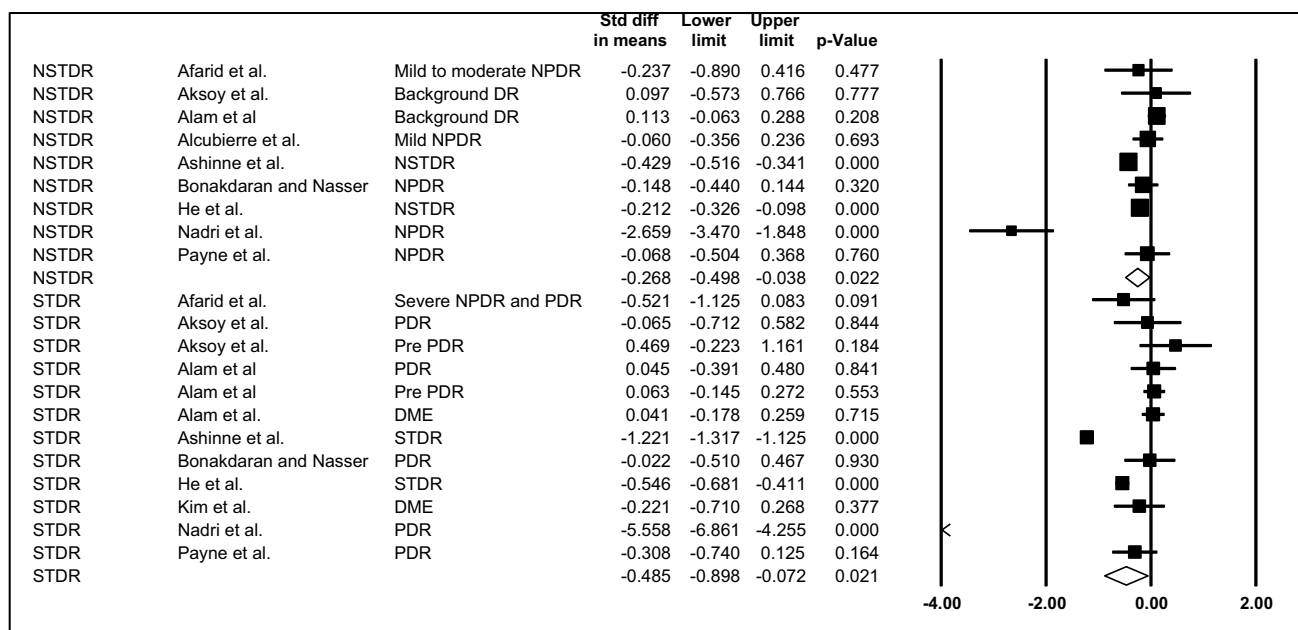 Std diff Lower Upper
in means limit limit p-Value
NSTDR Afarid et al. Mild to moderate NPDR -0.237 -0.890 0.416 0.477
NSTDR Aksoy et al. Background DR 0.097 -0.573 0.766 0.777
NSTDR Alam et al Background DR 0.113 -0.063 0.288 0.208
NSTDR Alcubierre et al. Mild NPDR -0.060 -0.356 0.236 0.693
NSTDR Ashinne et al. NSTDR -0.429 -0.516 -0.341 0.000
NSTDR Bonakdaran and Nasser NPDR -0.148 -0.440 0.144 0.320
NSTDR He et al. NSTDR -0.212 -0.326 -0.098 0.000
NSTDR Nadri et al. NPDR -2.659 -3.470 -1.848 0.000
NSTDR Payne et al. NPDR -0.068 -0.504 0.368 0.760
NSTDR -0.268 -0.498 -0.038 0.022
STDR Afarid et al. Severe NPDR and PDR -0.521 -1.125 0.083 0.091
STDR Aksoy et al. PDR -0.065 -0.712 0.582 0.844
STDR Aksoy et al. Pre PDR 0.469 -0.223 1.161 0.184
STDR Alam et al PDR 0.045 -0.391 0.480 0.841
STDR Alam et al Pre PDR 0.063 -0.145 0.272 0.553
STDR Alam et al. DME 0.041 -0.178 0.259 0.715
STDR Ashinne et al. STDR -1.221 -1.317 -1.125 0.000
STDR Bonakdaran and Nasser PDR -0.022 -0.510 0.467 0.930
STDR He et al. STDR -0.546 -0.681 -0.411 0.000
STDR Kim et al. DME -0.221 -0.710 0.268 0.377
STDR Nadri et al. PDR -5.558 -6.861 -4.255 0.000
STDR Payne et al. PDR -0.308 -0.740 0.125 0.164
STDR -0.485 -0.898 -0.072 0.021
-4.00 -2.00 0.00 2.00